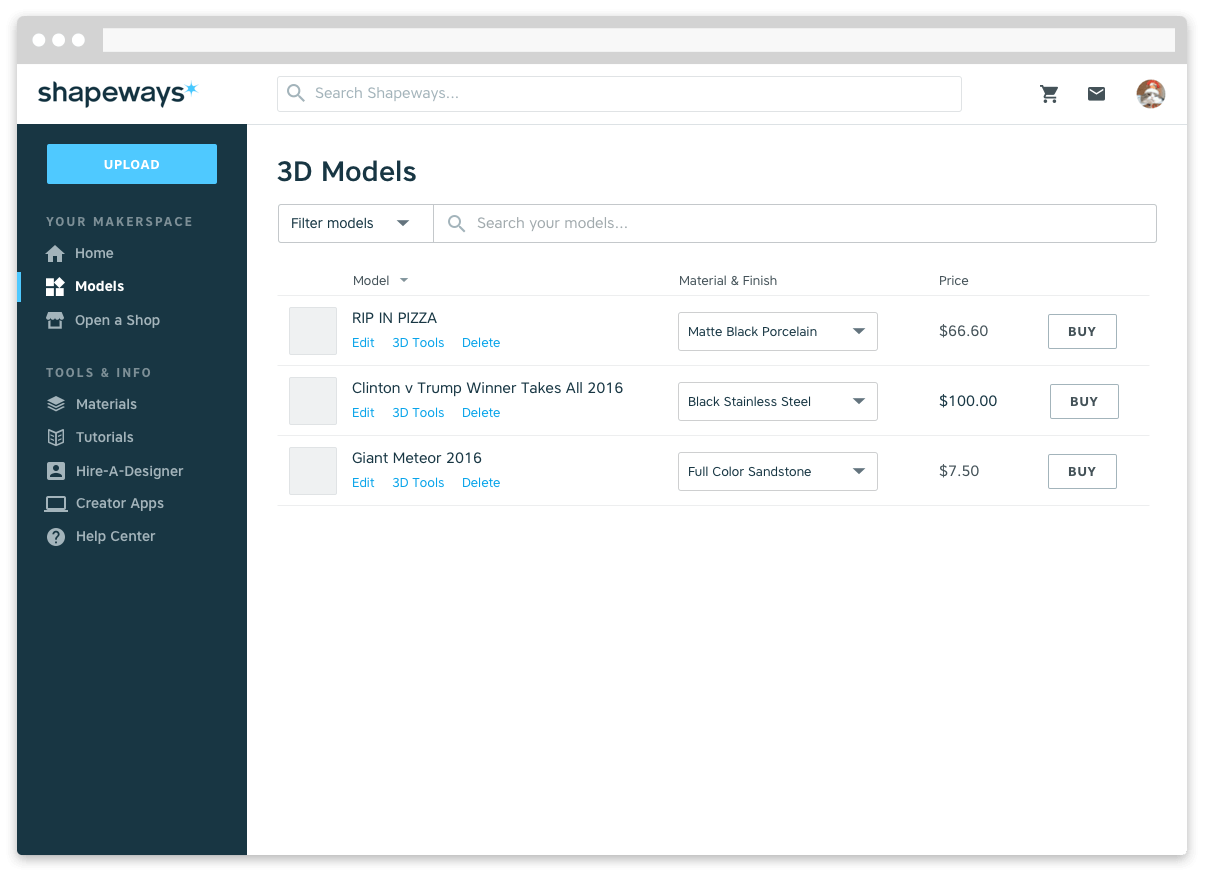 shapeways
Search Shapeways...
UPLOAD
YOUR MAKERSPACE
Home
Models
Open a Shop
TOOLS & INFO
Materials
Tutorials
Hire-A-Designer
Creator Apps
Help Center
3D Models
Filter models Search your models...
Model Material & Finish Price
RIP IN PIZZA
Edit 3D Tools Delete
Matte Black Porcelain $66.60 BUY
Clinton v Trump Winner Takes All 2016
Edit 3D Tools Delete
Black Stainless Steel $100.00 BUY
Giant Meteor 2016
Edit 3D Tools Delete
Full Color Sandstone $7.50 BUY